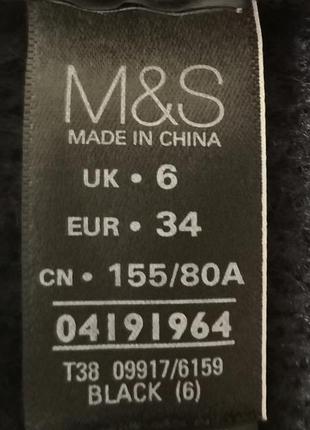 M&S
MADE IN CHINA
UK • 6
EUR • 34
CN • 155/80A
04191964
T38 09917/6159
BLACK (6)